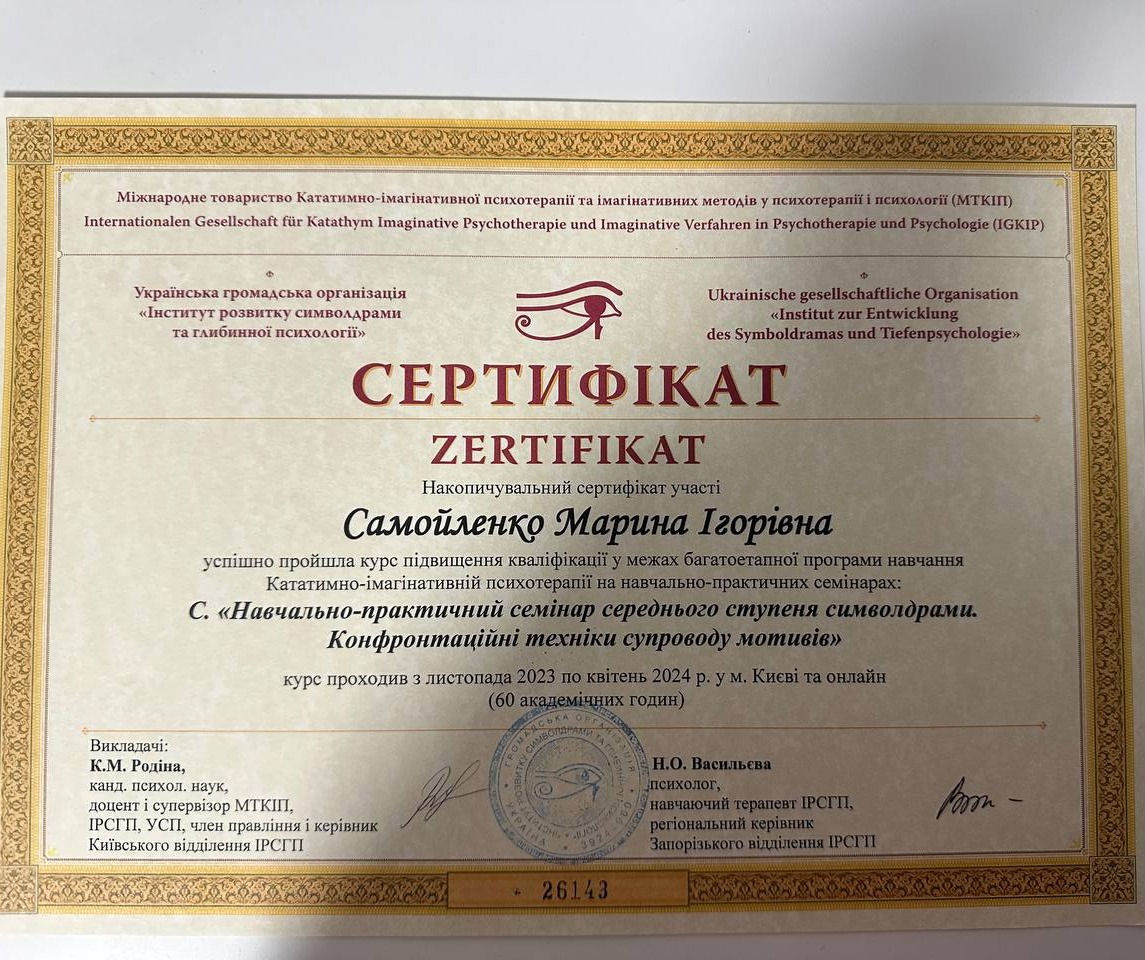 Міжнародне товариство Кататимно-імагінативної психотерапії та імагінативних методів у психотерапії і психології (МТКІП)
Internationalen Gesellschaft für Katathym Imaginative Psychotherapie und Imaginative Verfahren in Psychotherapie und Psychologie (IGKIP)
Українська громадська організація
«Інститут розвитку символдрами
та глибинної психології»
Ukrainische gesellschaftliche Organisation
«Institut zur Entwicklung
des Symboldramas und Tiefenpsychologie»
СЕРТИФІКАТ
ZERTIFIKAT
Накопичувальний сертифікат участі
Самойленко Марина Ігорівна
успішно пройшла курс підвищення кваліфікації у межах багатоетапної програми навчання
Кататимно-імагінативній психотерапії на навчально-практичних семінарах:
С. «Навчально-практичний семінар середнього ступеня символдрами.
Конфронтаційні техніки супроводу мотивів»
курс проходив з листопада 2023 по квітень 2024 р. у м. Києві та онлайн
(60 академічних годин)
Викладачі:
К.М. Родіна,
канд. психол. наук,
доцент і супервізор МТКІП,
ІРСГП, УСП, член правління і керівник
Київського відділення ІРСГП
ГРОМАДСЬКА ОРГАНІЗАЦІЯ
УКРАЇНА
Н.О. Васильєва
психолог,
навчаючий терапевт ІРСГП,
регіональний керівник
Запорізького відділення ІРСГП
26143